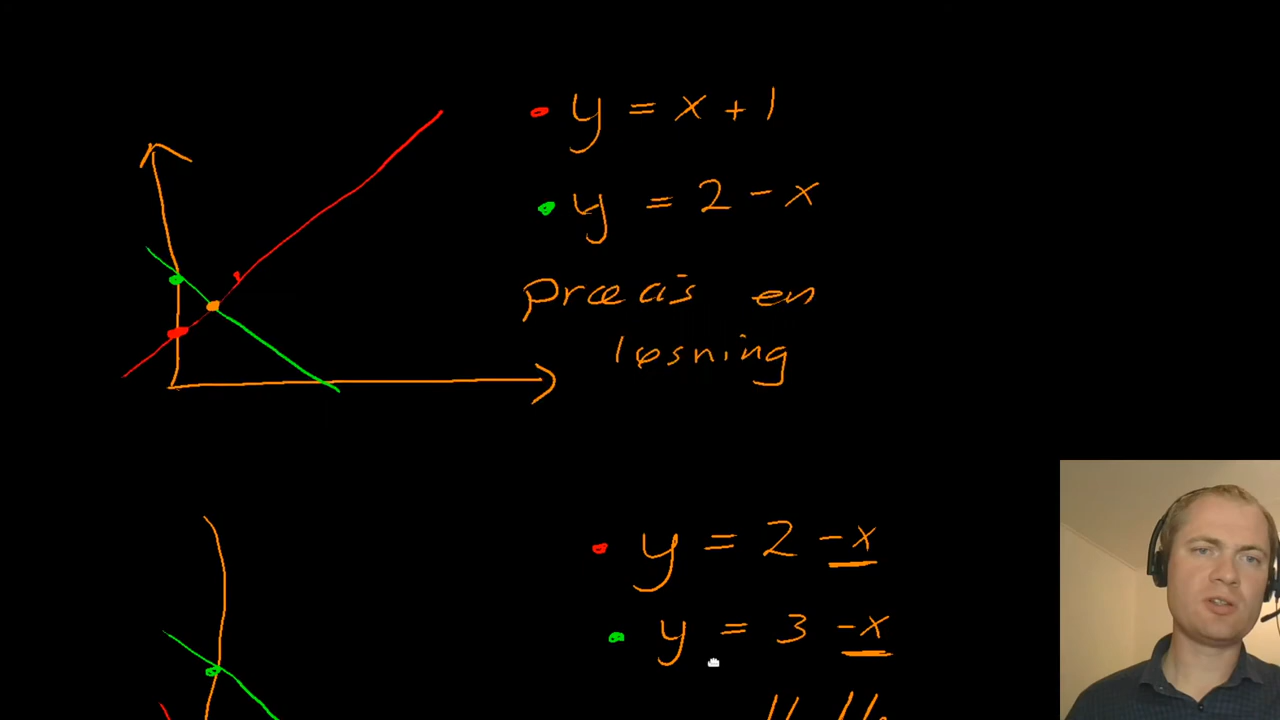 y = x + 1
y = 2 - x
præcis en
løsning
y = 2 - x
y = 3 - x